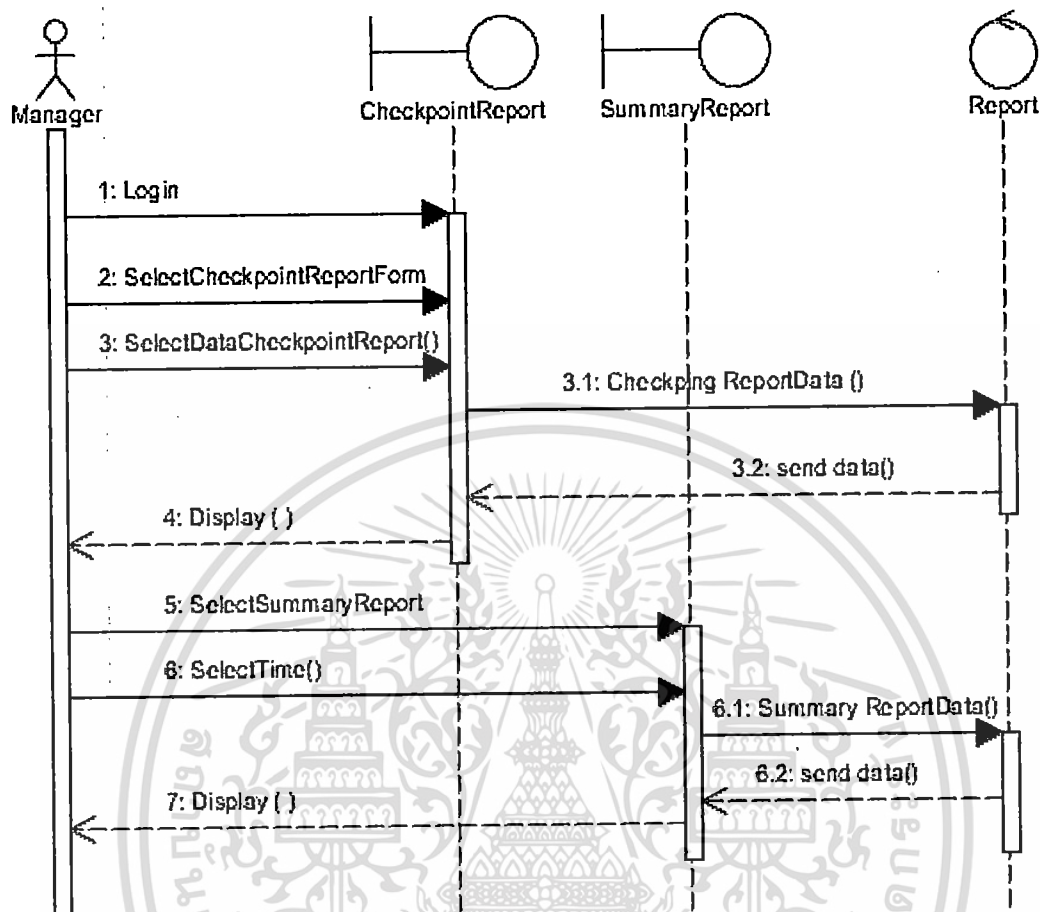 Manager
CheckpointReport
SummaryReport
Report
1: Login
2: SelectCheckpointReportForm
3: SelectDataCheckpointReport()
3.1: Checkping ReportData ()
3.2: send data()
4: Display ( )
5: SelectSummaryReport
6: SelectTime()
6.1: Summary ReportData()
6.2: send data()
7: Display ( )